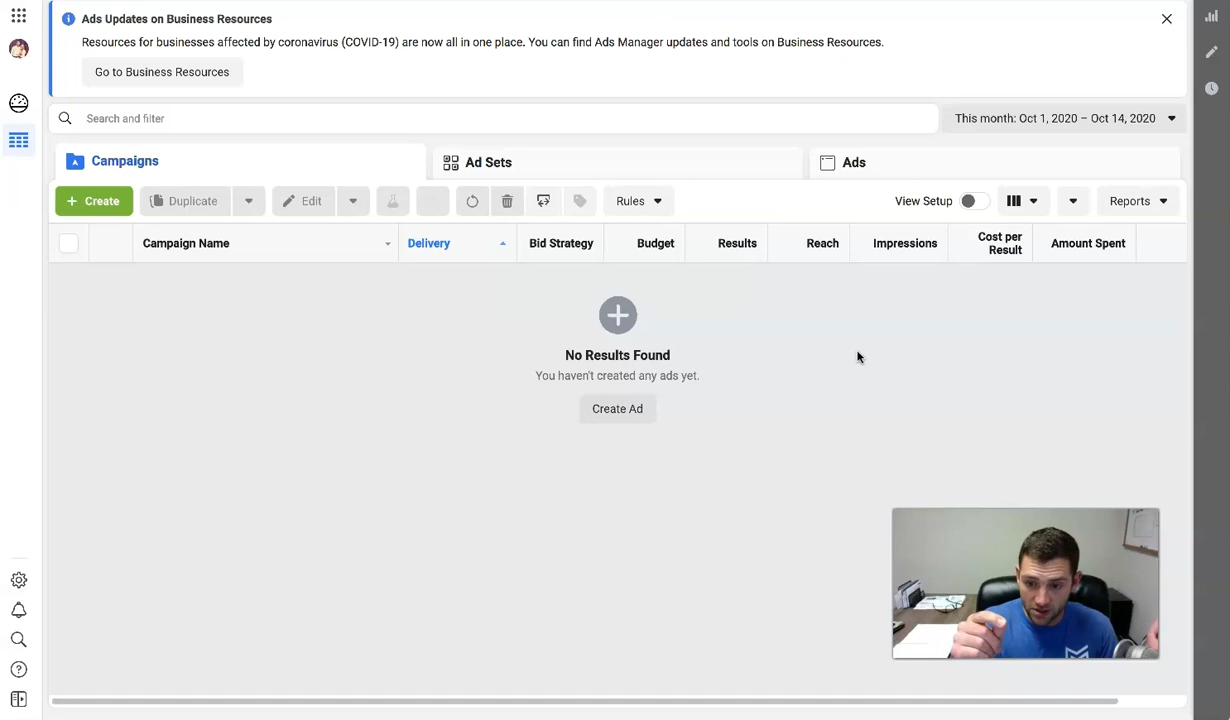 Ads Updates on Business Resources
Resources for businesses affected by coronavirus (COVID-19) are now all in one place. You can find Ads Manager updates and tools on Business Resources.
Go to Business Resources
Search and filter
This month: Oct 1, 2020 – Oct 14, 2020
Campaigns
Ad Sets
Ads
+ Create
Duplicate
Edit
Rules
View Setup
Reports
Campaign Name
Delivery
Bid Strategy
Budget
Results
Reach
Impressions
Cost per
Result
Amount Spent
No Results Found
You haven't created any ads yet.
Create Ad